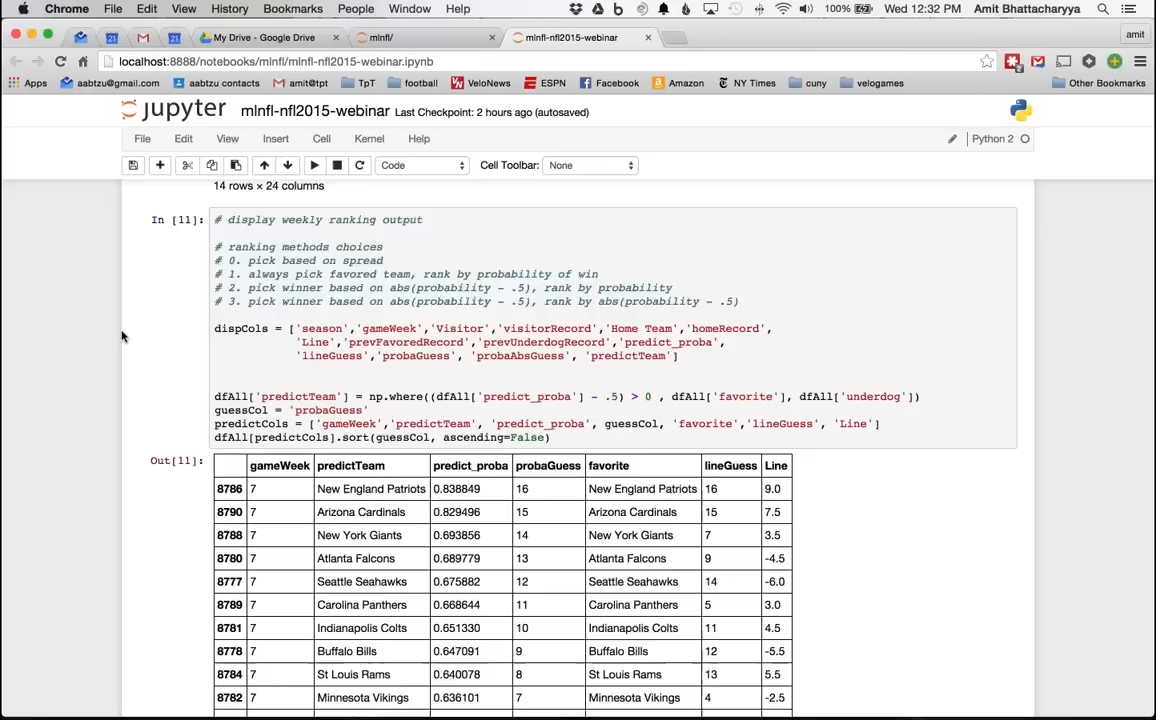 Chrome File Edit View History Bookmarks People Window Help 100% Wed 12:32 PM Amit Bhattacharyya
My Drive - Google Drive × mlnfl/ × mlnfl-nfl2015-webinar × amit
localhost:8888/notebooks/mlnfl/mlnfl-nfl2015-webinar.ipynb
Apps aabtzu@gmail.com aabtzu contacts amit@tpt TpT football VeloNews ESPN Facebook Amazon NY Times cuny velogames Other Bookmarks
jupyter mlnfl-nfl2015-webinar Last Checkpoint: 2 hours ago (autosaved)
File Edit View Insert Cell Kernel Help Python 2
Code Cell Toolbar: None
14 rows × 24 columns
In [11]: # display weekly ranking output
# ranking methods choices
# 0. pick based on spread
# 1. always pick favored team, rank by probability of win
# 2. pick winner based on abs(probability - .5), rank by probability
# 3. pick winner based on abs(probability - .5), rank by abs(probability - .5)
dispCols = ['season','gameWeek','Visitor','visitorRecord','Home Team','homeRecord',
'Line','prevFavoredRecord','prevUnderdogRecord','predict_proba',
'lineGuess','probaGuess', 'probaAbsGuess', 'predictTeam']
dfAll['predictTeam'] = np.where((dfAll['predict_proba'] - .5) > 0 , dfAll['favorite'], dfAll['underdog'])
guessCol = 'probaGuess'
predictCols = ['gameWeek','predictTeam', 'predict_proba', guessCol, 'favorite','lineGuess', 'Line']
dfAll[predictCols].sort(guessCol, ascending=False)
Out[11]: gameWeek predictTeam predict_proba probaGuess favorite lineGuess Line
8786 7 New England Patriots 0.838849 16 New England Patriots 16 9.0
8790 7 Arizona Cardinals 0.829496 15 Arizona Cardinals 15 7.5
8788 7 New York Giants 0.693856 14 New York Giants 7 3.5
8780 7 Atlanta Falcons 0.689779 13 Atlanta Falcons 9 -4.5
8777 7 Seattle Seahawks 0.675882 12 Seattle Seahawks 14 -6.0
8789 7 Carolina Panthers 0.668644 11 Carolina Panthers 5 3.0
8781 7 Indianapolis Colts 0.651330 10 Indianapolis Colts 11 4.5
8778 7 Buffalo Bills 0.647091 9 Buffalo Bills 12 -5.5
8784 7 St Louis Rams 0.640078 8 St Louis Rams 13 5.5
8782 7 Minnesota Vikings 0.636101 7 Minnesota Vikings 4 -2.5